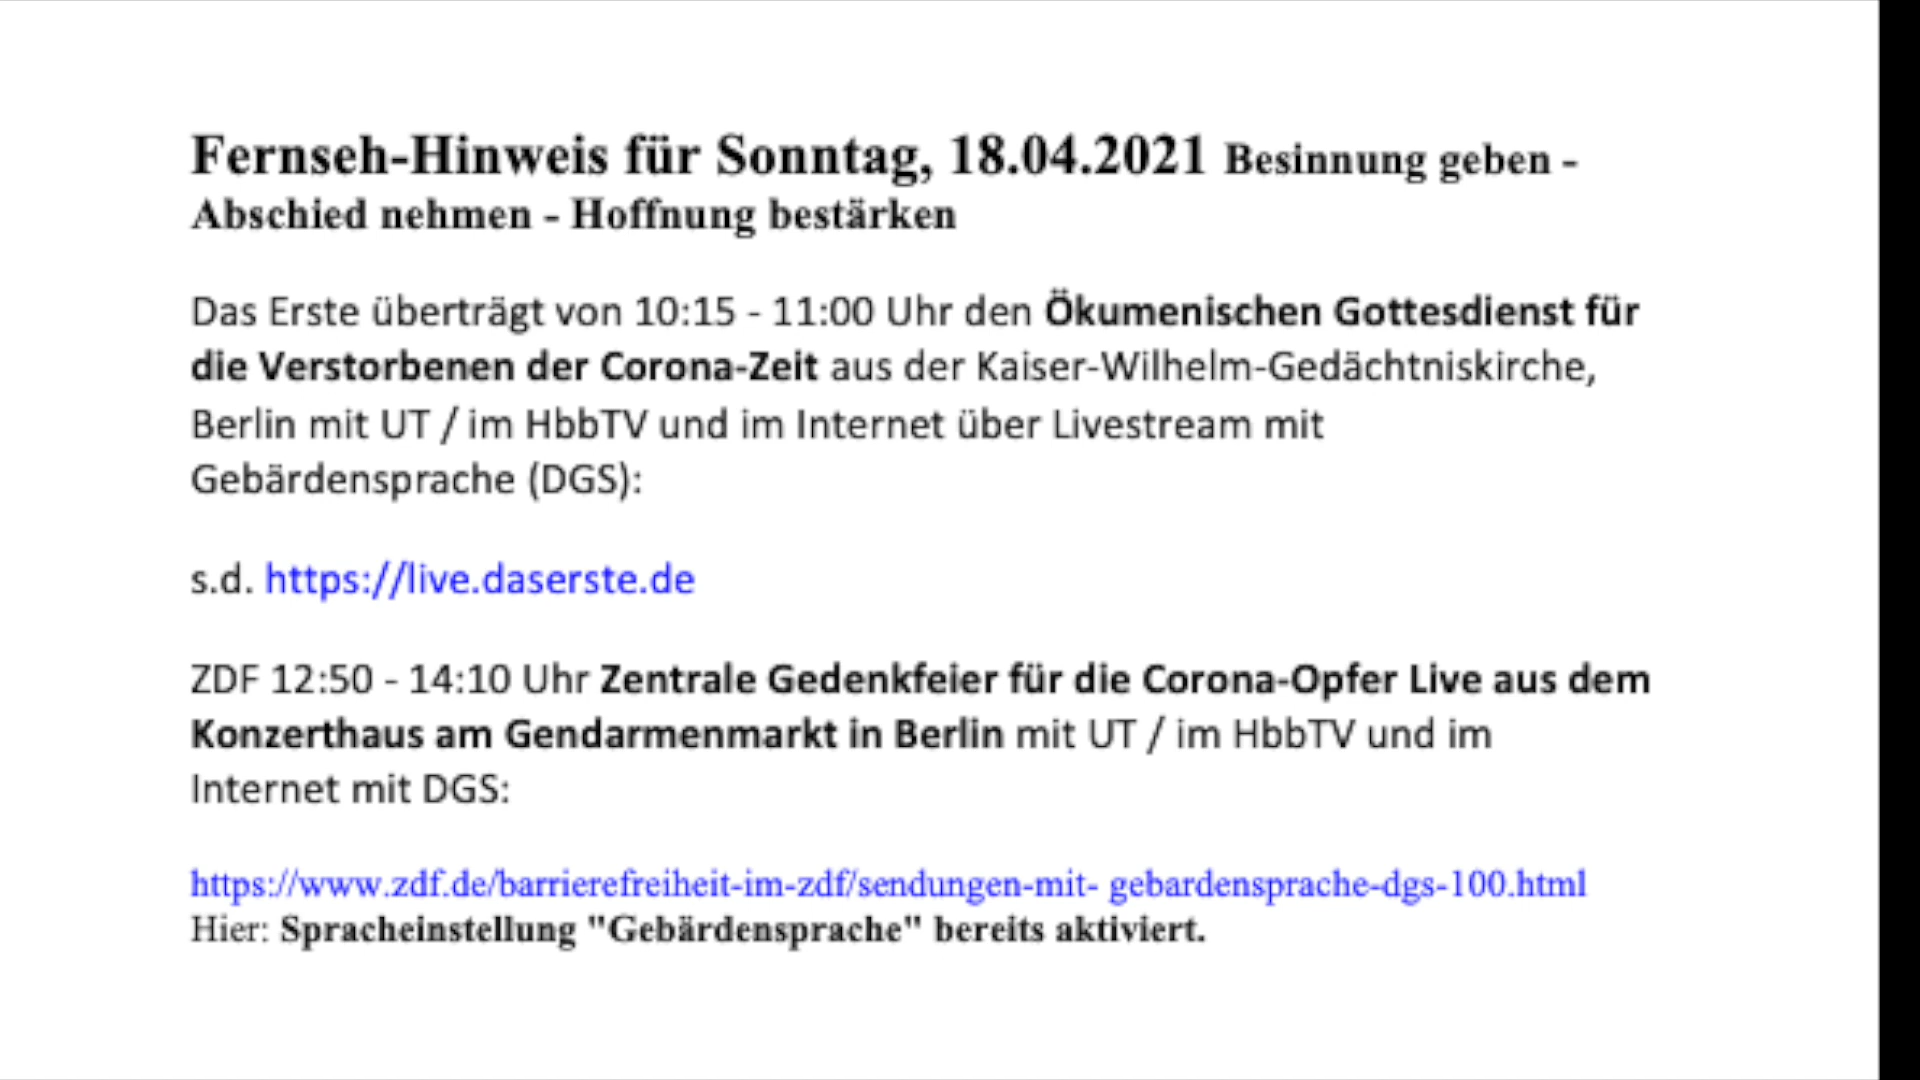 Fernseh-Hinweis für Sonntag, 18.04.2021 Besinnung geben -
Abschied nehmen - Hoffnung bestärken
Das Erste überträgt von 10:15 - 11:00 Uhr den Ökumenischen Gottesdienst für
die Verstorbenen der Corona-Zeit aus der Kaiser-Wilhelm-Gedächtniskirche,
Berlin mit UT / im HbbTV und im Internet über Livestream mit
Gebärdensprache (DGS):
s.d. https://live.daserste.de
ZDF 12:50 - 14:10 Uhr Zentrale Gedenkfeier für die Corona-Opfer Live aus dem
Konzerthaus am Gendarmenmarkt in Berlin mit UT / im HbbTV und im
Internet mit DGS:
https://www.zdf.de/barrierefreiheit-im-zdf/sendungen-mit- gebardensprache-dgs-100.html
Hier: Spracheinstellung "Gebärdensprache" bereits aktiviert.